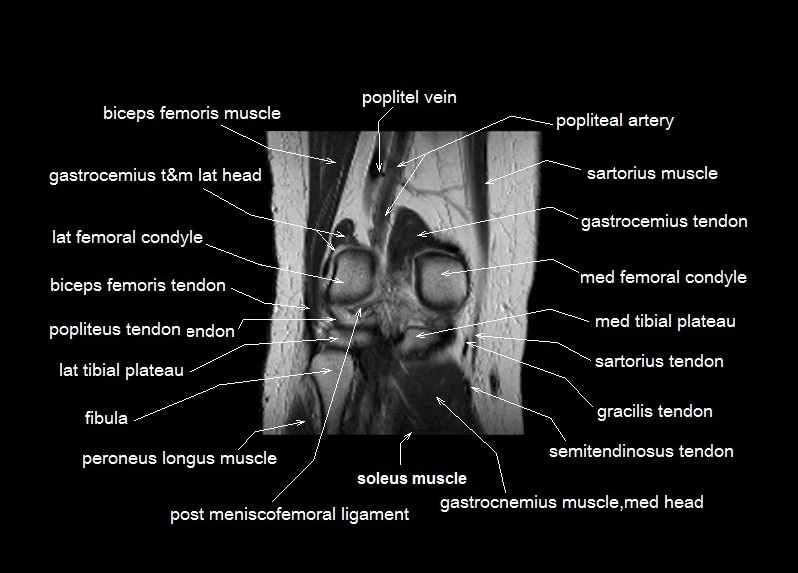 poplitel vein
biceps femoris muscle
popliteal artery
gastrocemius t&m lat head
sartorius muscle
gastrocemius tendon
lat femoral condyle
med femoral condyle
biceps femoris tendon
med tibial plateau
popliteus tendon endon
sartorius tendon
lat tibial plateau
gracilis tendon
fibula
semitendinosus tendon
peroneus longus muscle
soleus muscle
gastrocnemius muscle,med head
post meniscofemoral ligament